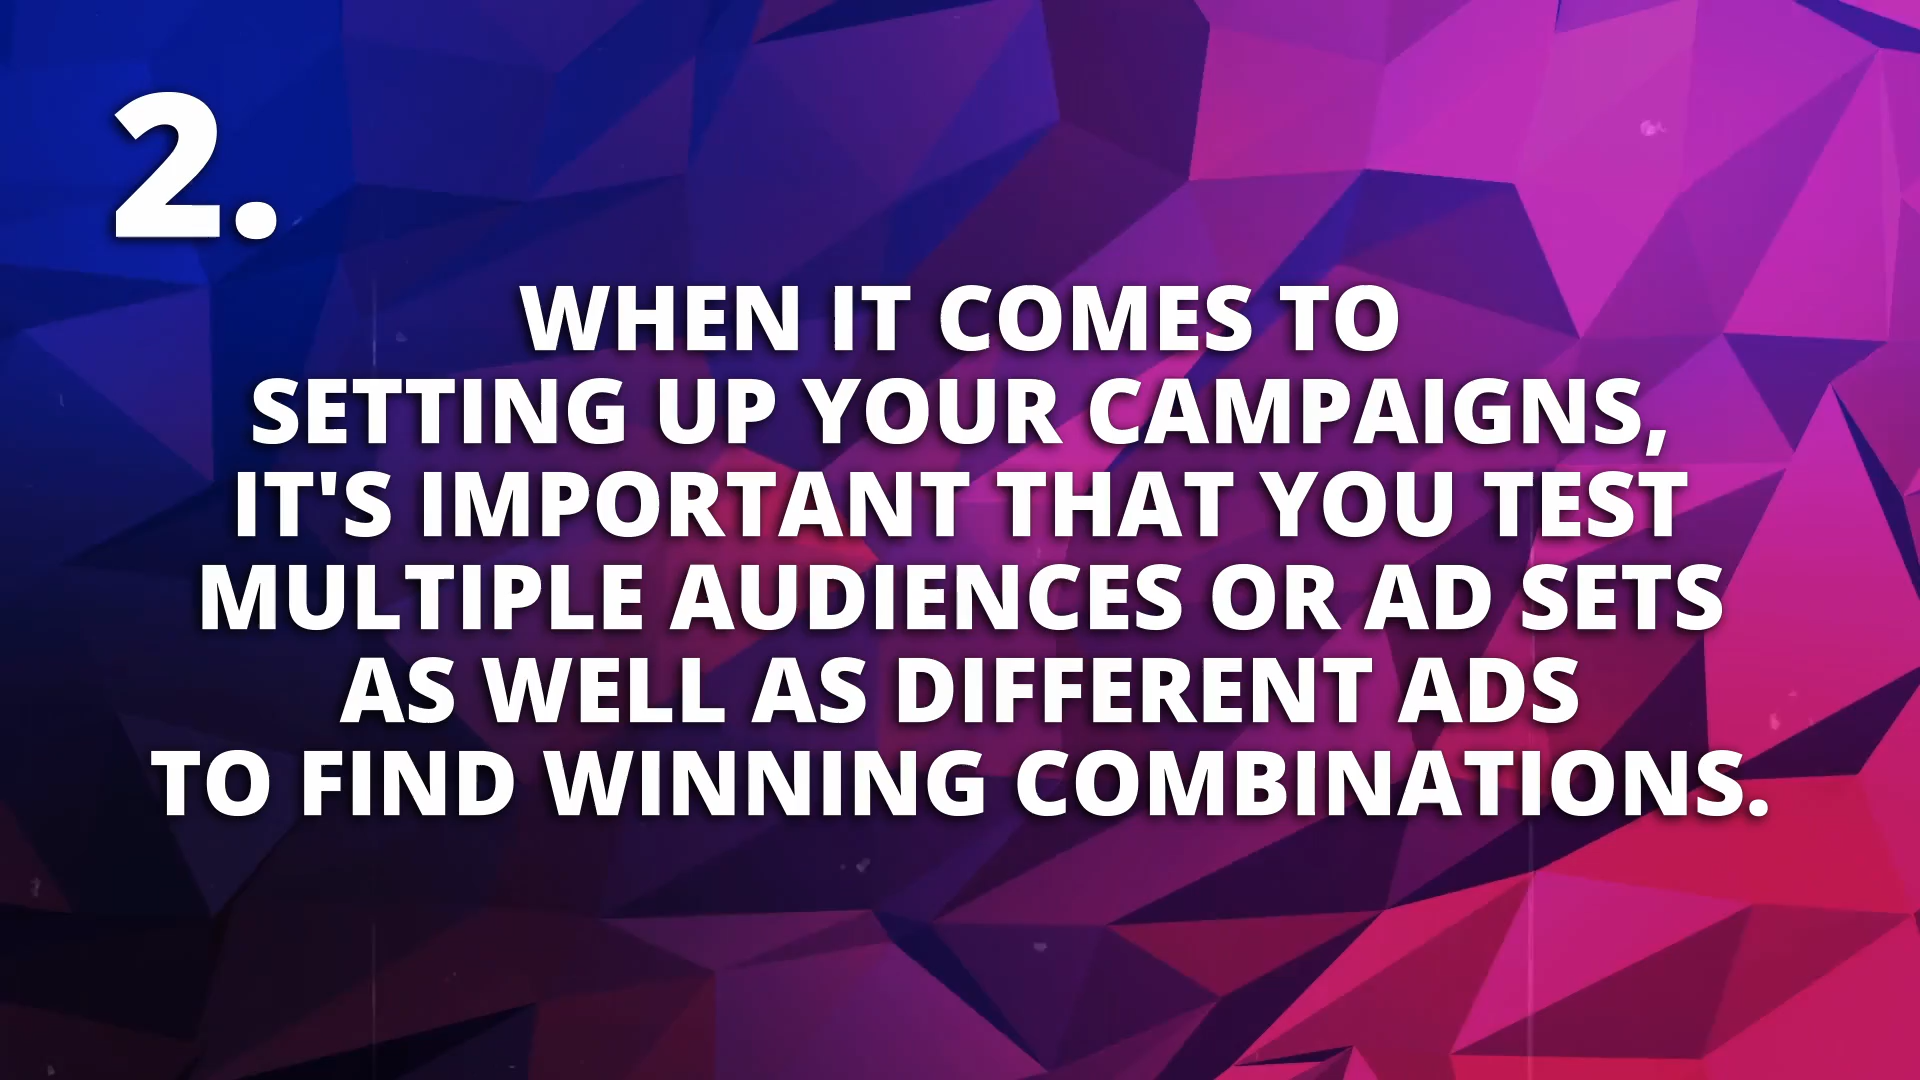 2.
WHEN IT COMES TO
SETTING UP YOUR CAMPAIGNS,
IT'S IMPORTANT THAT YOU TEST
MULTIPLE AUDIENCES OR AD SETS
AS WELL AS DIFFERENT ADS
TO FIND WINNING COMBINATIONS.